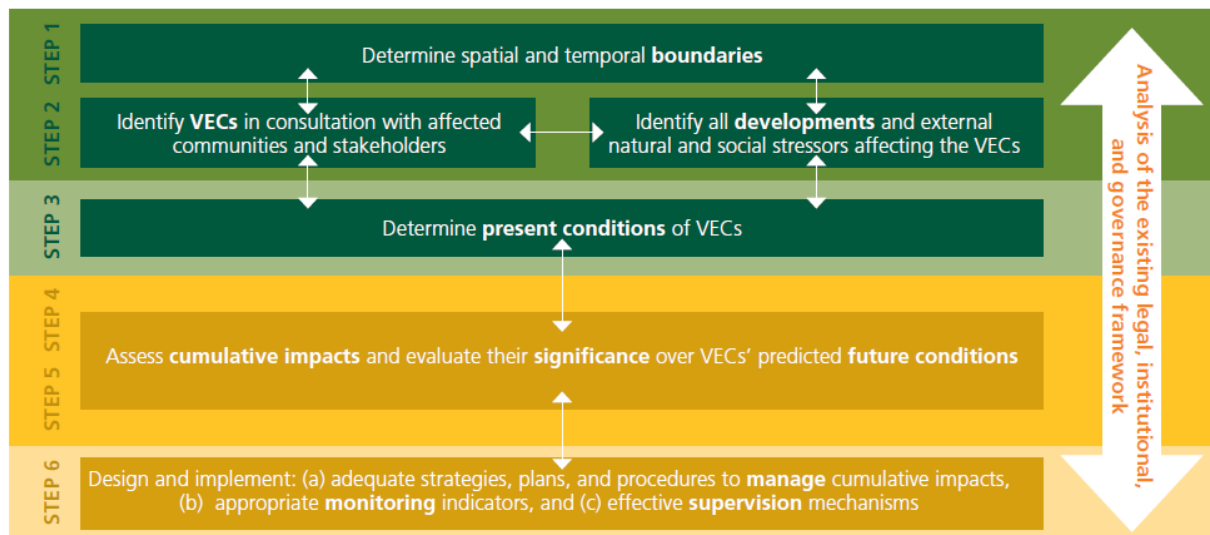 STEP 1
Determine spatial and temporal boundaries
STEP 2
Identify VECs in consultation with affected
communities and stakeholders
Identify all developments and external
natural and social stressors affecting the VECs
STEP 3
Determine present conditions of VECs
STEP 4
STEP 5
Assess cumulative impacts and evaluate their significance over VECs’ predicted future conditions
STEP 6
Design and implement: (a) adequate strategies, plans, and procedures to manage cumulative impacts,
(b) appropriate monitoring indicators, and (c) effective supervision mechanisms
Analysis of the existing legal, institutional,
and governance framework